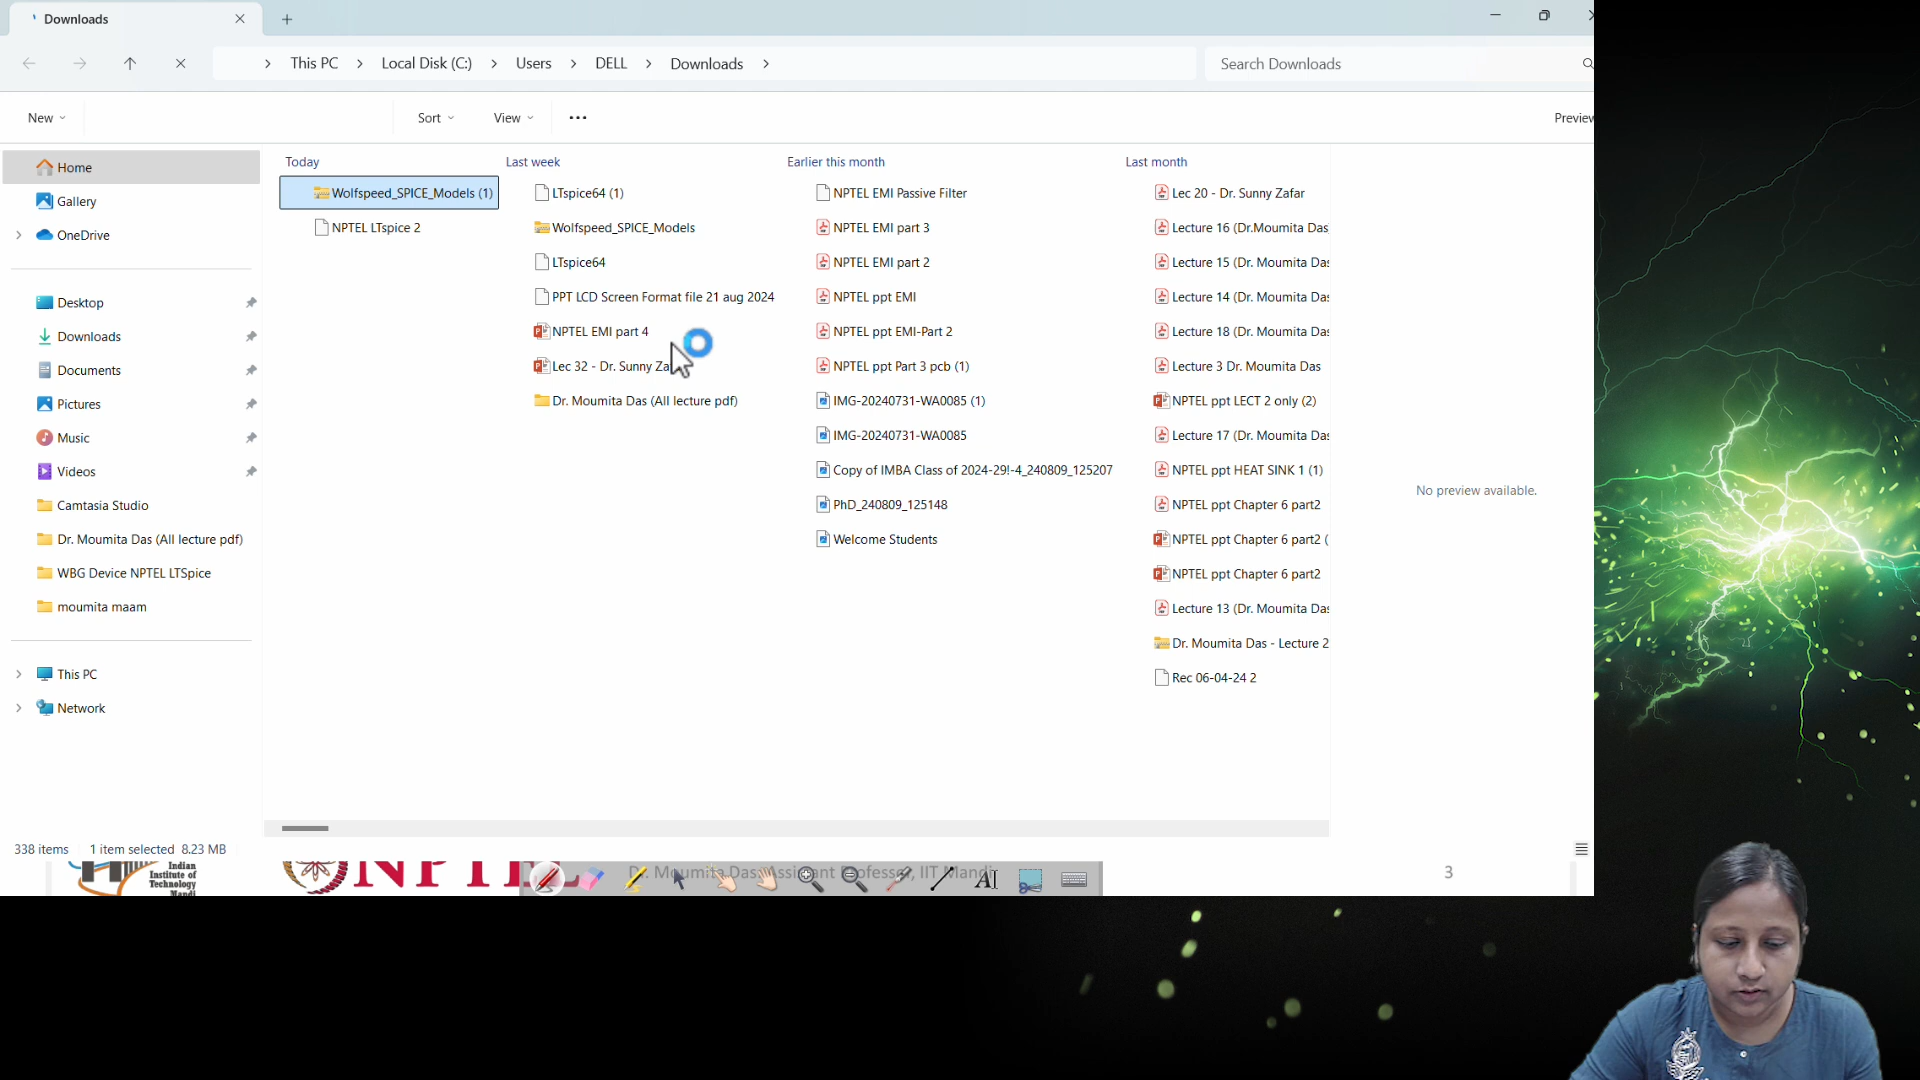 Downloads
This PC > Local Disk (C:) > Users > DELL > Downloads >
Search Downloads
New
Sort
View
Preview
Home
Gallery
OneDrive
Desktop
Downloads
Documents
Pictures
Music
Videos
Camtasia Studio
Dr. Moumita Das (All lecture pdf)
WBG Device NPTEL LTSpice
moumita maam
This PC
Network
Today
Wolfspeed_SPICE_Models (1)
NPTEL LTspice 2
Last week
LTspice64 (1)
Wolfspeed_SPICE_Models
LTspice64
PPT LCD Screen Format file 21 aug 2024
NPTEL EMI part 4
Lec 32 - Dr. Sunny Za
Dr. Moumita Das (All lecture pdf)
Earlier this month
NPTEL EMI Passive Filter
NPTEL EMI part 3
NPTEL EMI part 2
NPTEL ppt EMI
NPTEL ppt EMI-Part 2
NPTEL ppt Part 3 pcb (1)
IMG-20240731-WA0085 (1)
IMG-20240731-WA0085
Copy of IMBA Class of 2024-29!-4_240809_125207
PhD_240809_125148
Welcome Students
Last month
Lec 20 - Dr. Sunny Zafar
Lecture 16 (Dr.Moumita Das
Lecture 15 (Dr. Moumita Das
Lecture 14 (Dr. Moumita Das
Lecture 18 (Dr. Moumita Das
Lecture 3 Dr. Moumita Das
NPTEL ppt LECT 2 only (2)
Lecture 17 (Dr. Moumita Das
NPTEL ppt HEAT SINK 1 (1)
NPTEL ppt Chapter 6 part2
NPTEL ppt Chapter 6 part2 (
NPTEL ppt Chapter 6 part2
Lecture 13 (Dr. Moumita Das
Dr. Moumita Das - Lecture 2
Rec 06-04-24 2
No preview available.
338 items 1 item selected 8.23 MB
Indian
Institute of
Technology
Mandi
NPTEL
Dr. Moumita Das, Assistant Professor, IIT Mandi
3